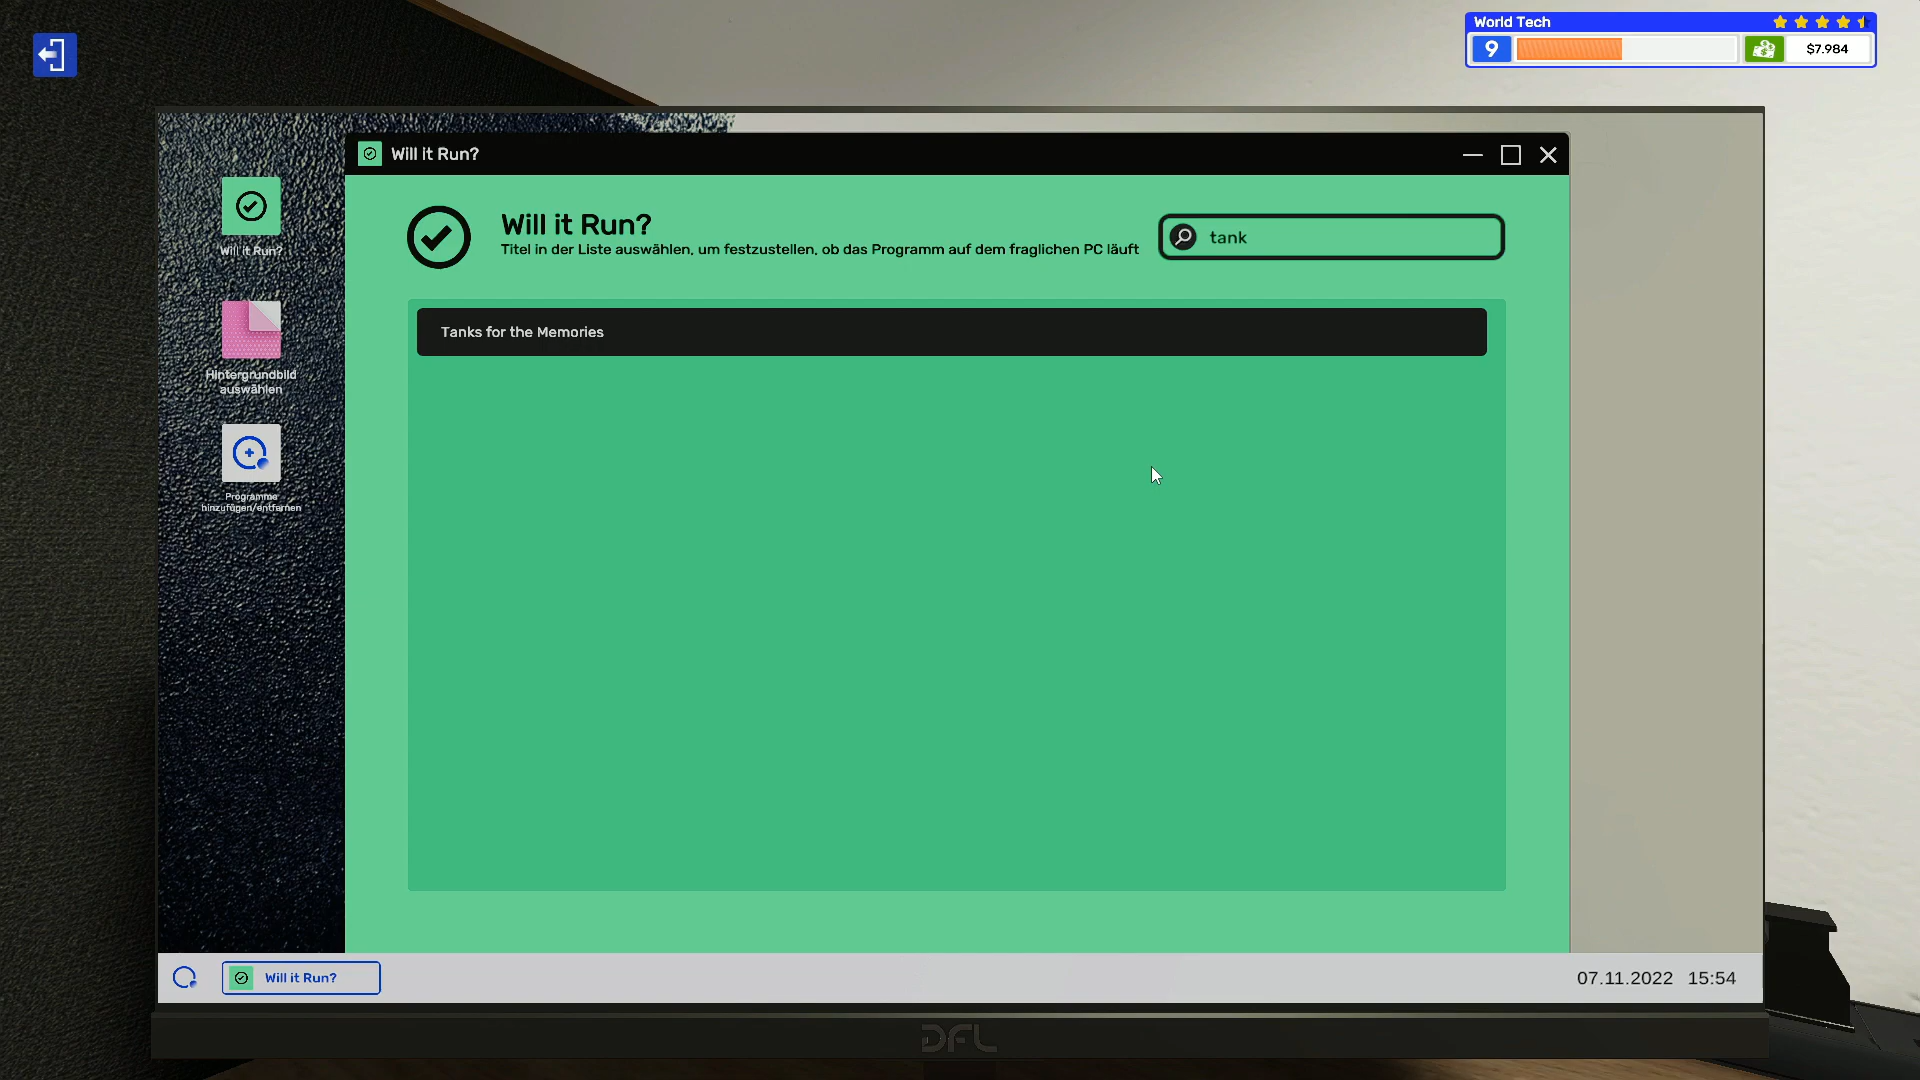 World Tech
9
$7.984
Will it Run?
Will it Run?
Titel in der Liste auswählen, um festzustellen, ob das Programm auf dem fraglichen PC läuft
tank
Tanks for the Memories
Will it Run?
Hintergrundbild
auswählen
Programme
hinzufügen/entfernen
Will it Run?
07.11.2022 15:54
DFL